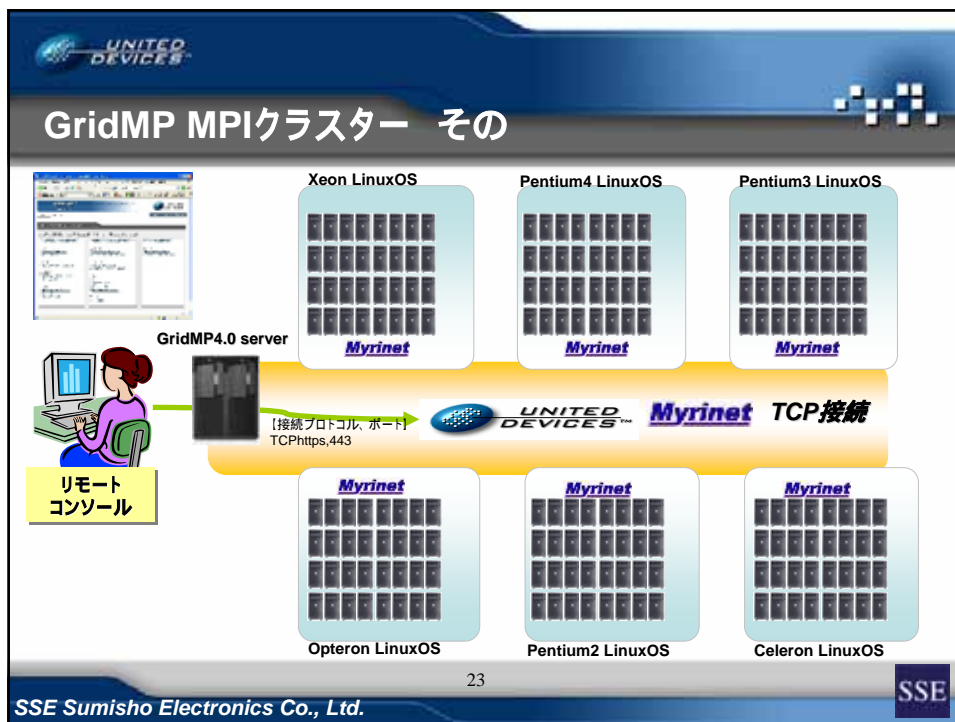 UNITED
DEVICES
GridMP MPIクラスター その
Xeon LinuxOS
Pentium4 LinuxOS
Pentium3 LinuxOS
Myrinet
Myrinet
Myrinet
GridMP4.0 server
【接続プロトコル、ポート】
TCPhttps,443
UNITED
DEVICES™
Myrinet
TCP接続
リモート
コンソール
Myrinet
Myrinet
Myrinet
Opteron LinuxOS
Pentium2 LinuxOS
Celeron LinuxOS
23
SSE Sumisho Electronics Co., Ltd.
SSE